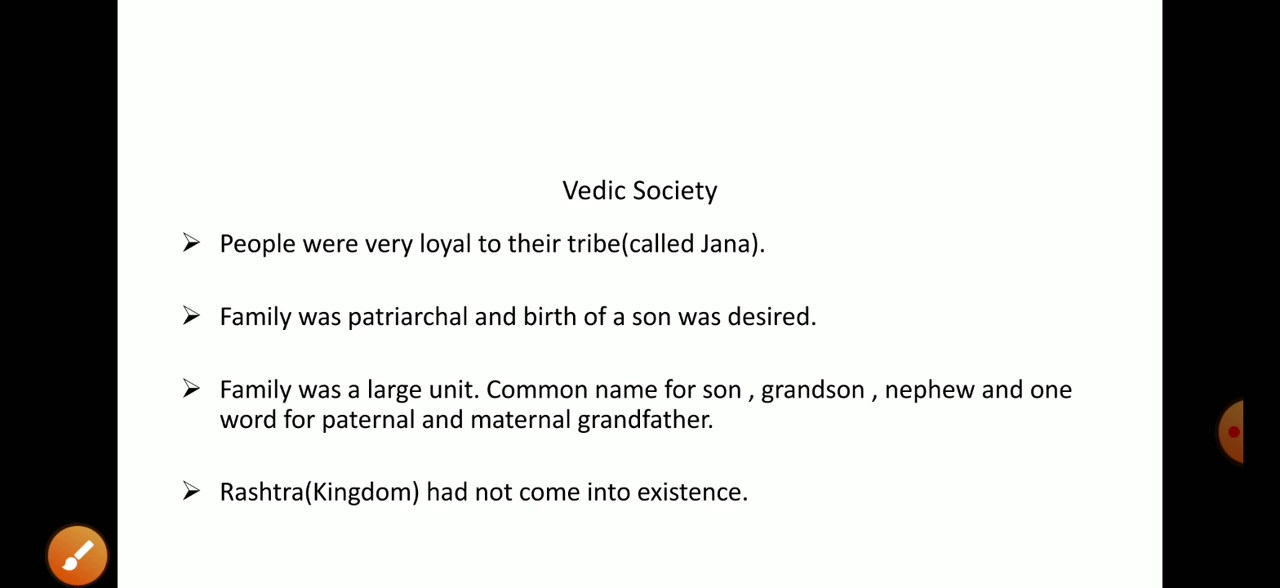 Vedic Society
➢ People were very loyal to their tribe(called Jana).
➢ Family was patriarchal and birth of a son was desired.
➢ Family was a large unit. Common name for son , grandson , nephew and one
word for paternal and maternal grandfather.
➢ Rashtra(Kingdom) had not come into existence.